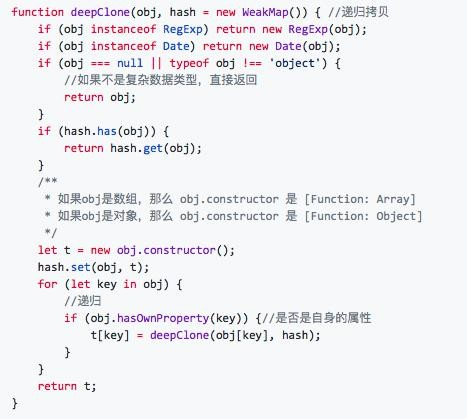 function deepClone(obj, hash = new WeakMap()) { //递归拷贝
    if (obj instanceof RegExp) return new RegExp(obj);
    if (obj instanceof Date) return new Date(obj);
    if (obj === null || typeof obj !== 'object') {
        //如果不是复杂数据类型，直接返回
        return obj;
    }
    if (hash.has(obj)) {
        return hash.get(obj);
    }
    /**
     * 如果obj是数组，那么 obj.constructor 是 [Function: Array]
     * 如果obj是对象，那么 obj.constructor 是 [Function: Object]
     */
    let t = new obj.constructor();
    hash.set(obj, t);
    for (let key in obj) {
        //递归
        if (obj.hasOwnProperty(key)) {//是否是自身的属性
            t[key] = deepClone(obj[key], hash);
        }
    }
    return t;
}